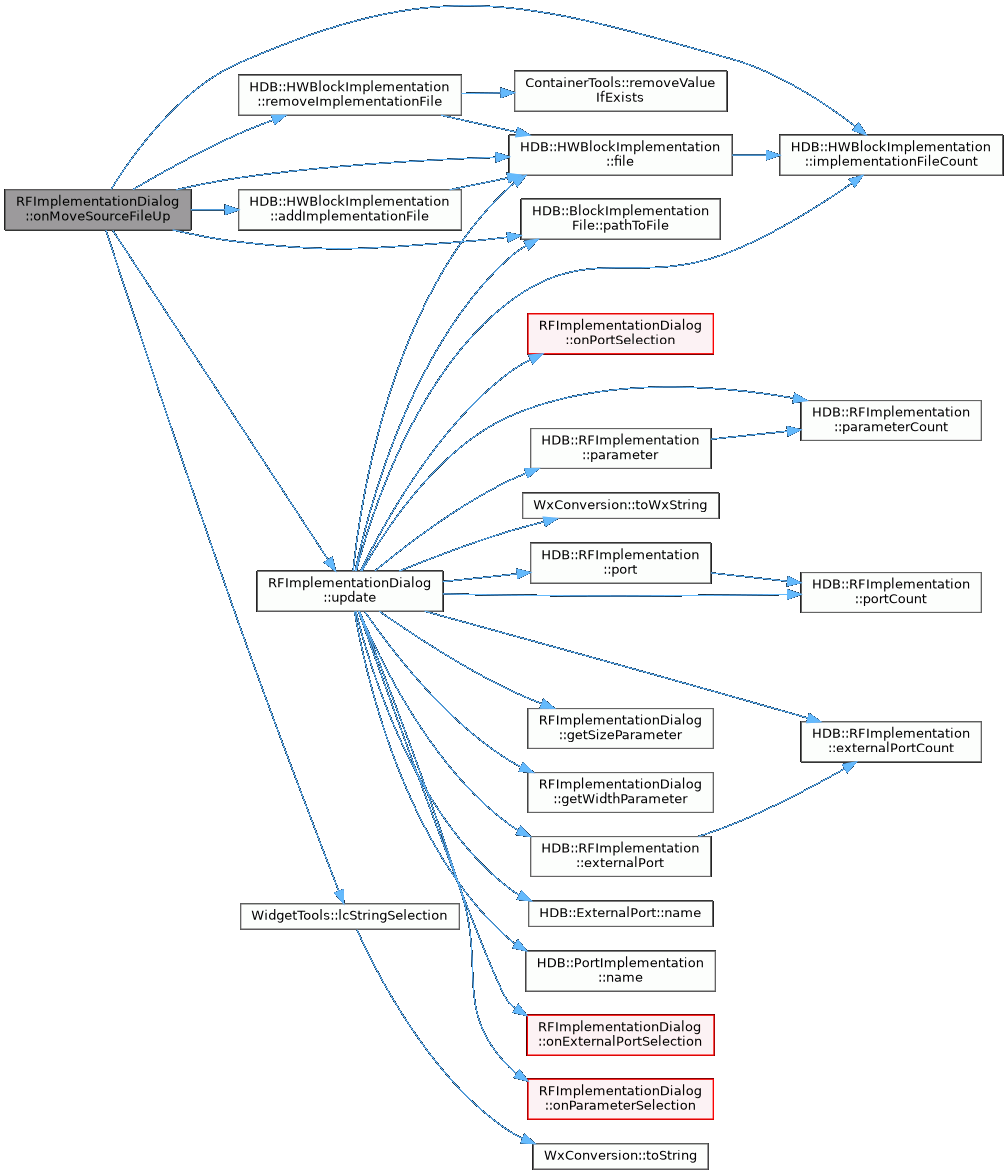 RFImplementationDialog
::onMoveSourceFileUp
HDB::HWBlockImplementation
::removeImplementationFile
ContainerTools::removeValue
IfExists
HDB::HWBlockImplementation
::file
HDB::HWBlockImplementation
::implementationFileCount
HDB::HWBlockImplementation
::addImplementationFile
HDB::BlockImplementation
File::pathToFile
RFImplementationDialog
::onPortSelection
HDB::RFImplementation
::parameterCount
HDB::RFImplementation
::parameter
WxConversion::toWxString
HDB::RFImplementation
::port
HDB::RFImplementation
::portCount
RFImplementationDialog
::update
RFImplementationDialog
::getSizeParameter
HDB::RFImplementation
::externalPortCount
RFImplementationDialog
::getWidthParameter
HDB::RFImplementation
::externalPort
WidgetTools::lcStringSelection
HDB::ExternalPort::name
HDB::PortImplementation
::name
RFImplementationDialog
::onExternalPortSelection
RFImplementationDialog
::onParameterSelection
WxConversion::toString